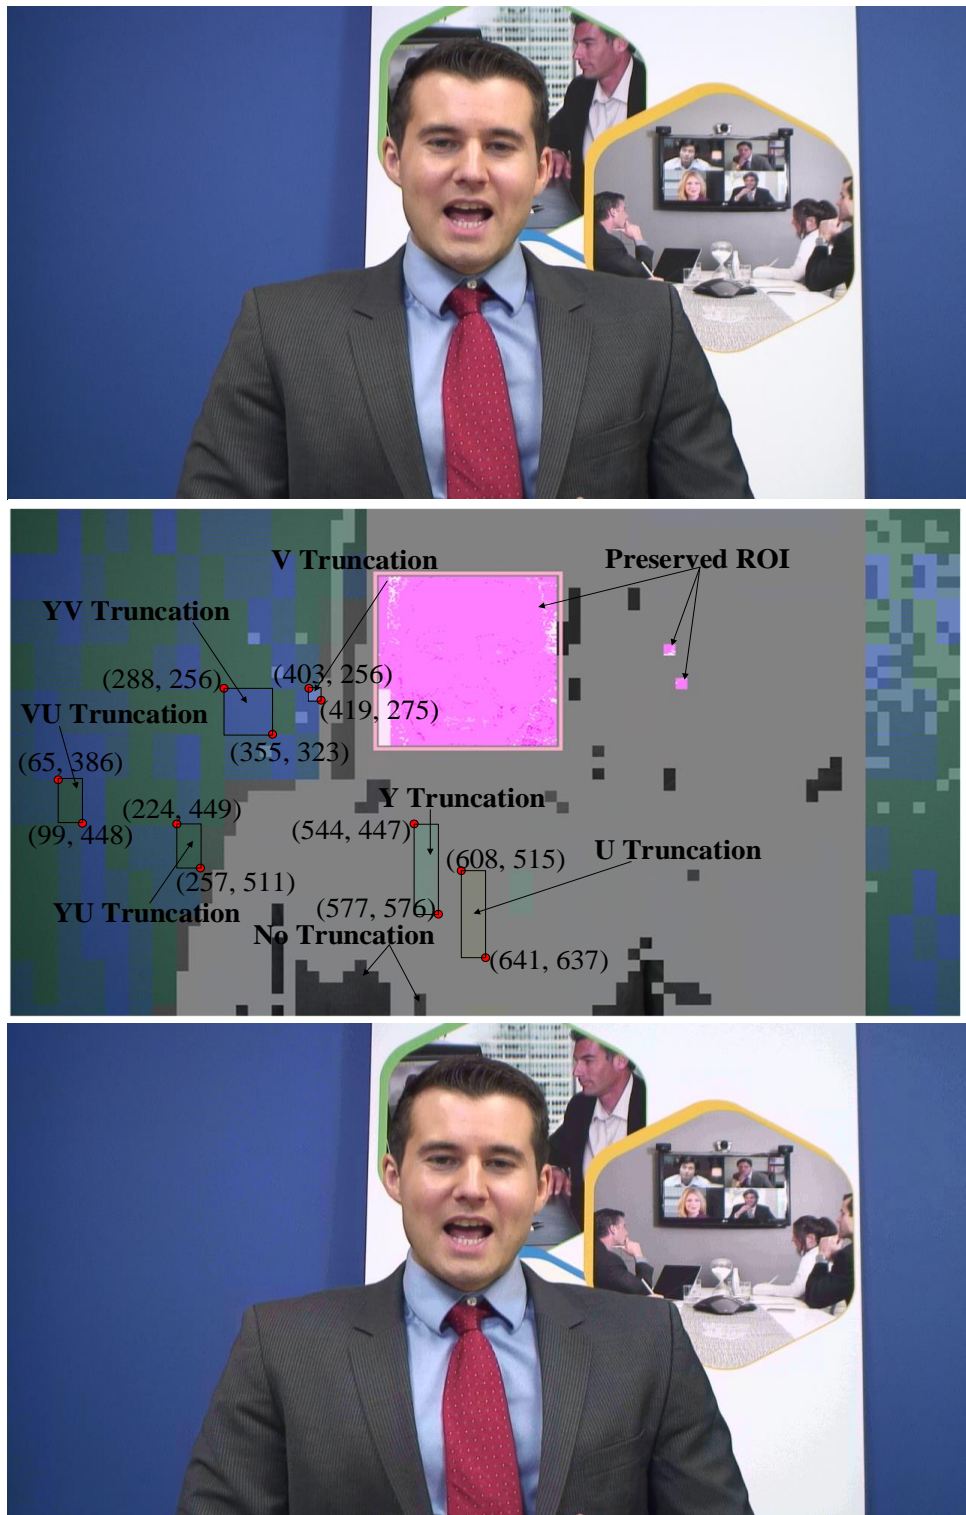 V Truncation
Preserved ROI
YV Truncation
(288, 256)
(403, 256)
(419, 275)
VU Truncation
(355, 323)
(65, 386)
Y Truncation
(224, 449)
(544, 447)
(99, 448)
U Truncation
(608, 515)
(257, 511)
YU Truncation
(577, 576)
No Truncation
(641, 637)